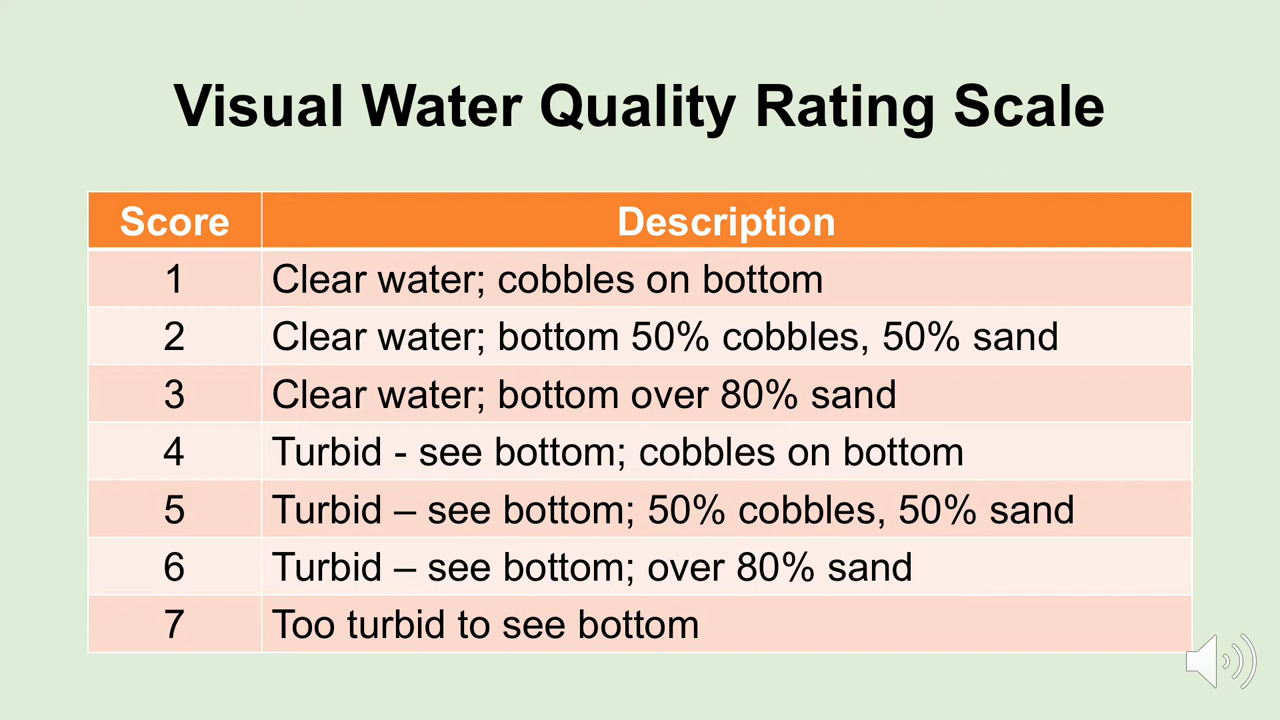 Visual Water Quality Rating Scale
Score Description
1 Clear water; cobbles on bottom
2 Clear water; bottom 50% cobbles, 50% sand
3 Clear water; bottom over 80% sand
4 Turbid - see bottom; cobbles on bottom
5 Turbid – see bottom; 50% cobbles, 50% sand
6 Turbid – see bottom; over 80% sand
7 Too turbid to see bottom